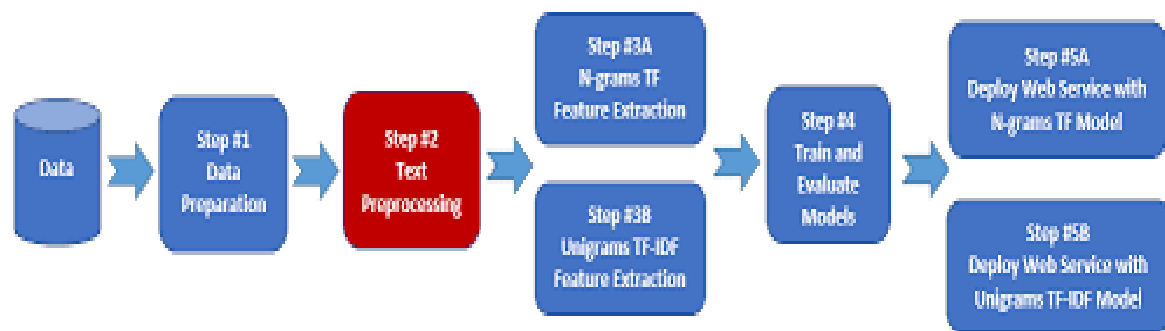 Data
Step #1
Data
Preparation
Step #2
Text
Preprocessing
Step #3A
N-grams TF
Feature Extraction
Step #3B
Unigrams TF-IDF
Feature Extraction
Step #4
Train and
Evaluate
Models
Step #5A
Deploy Web Service with
N-grams TF Model
Step #5B
Deploy Web Service with
Unigrams TF-IDF Model